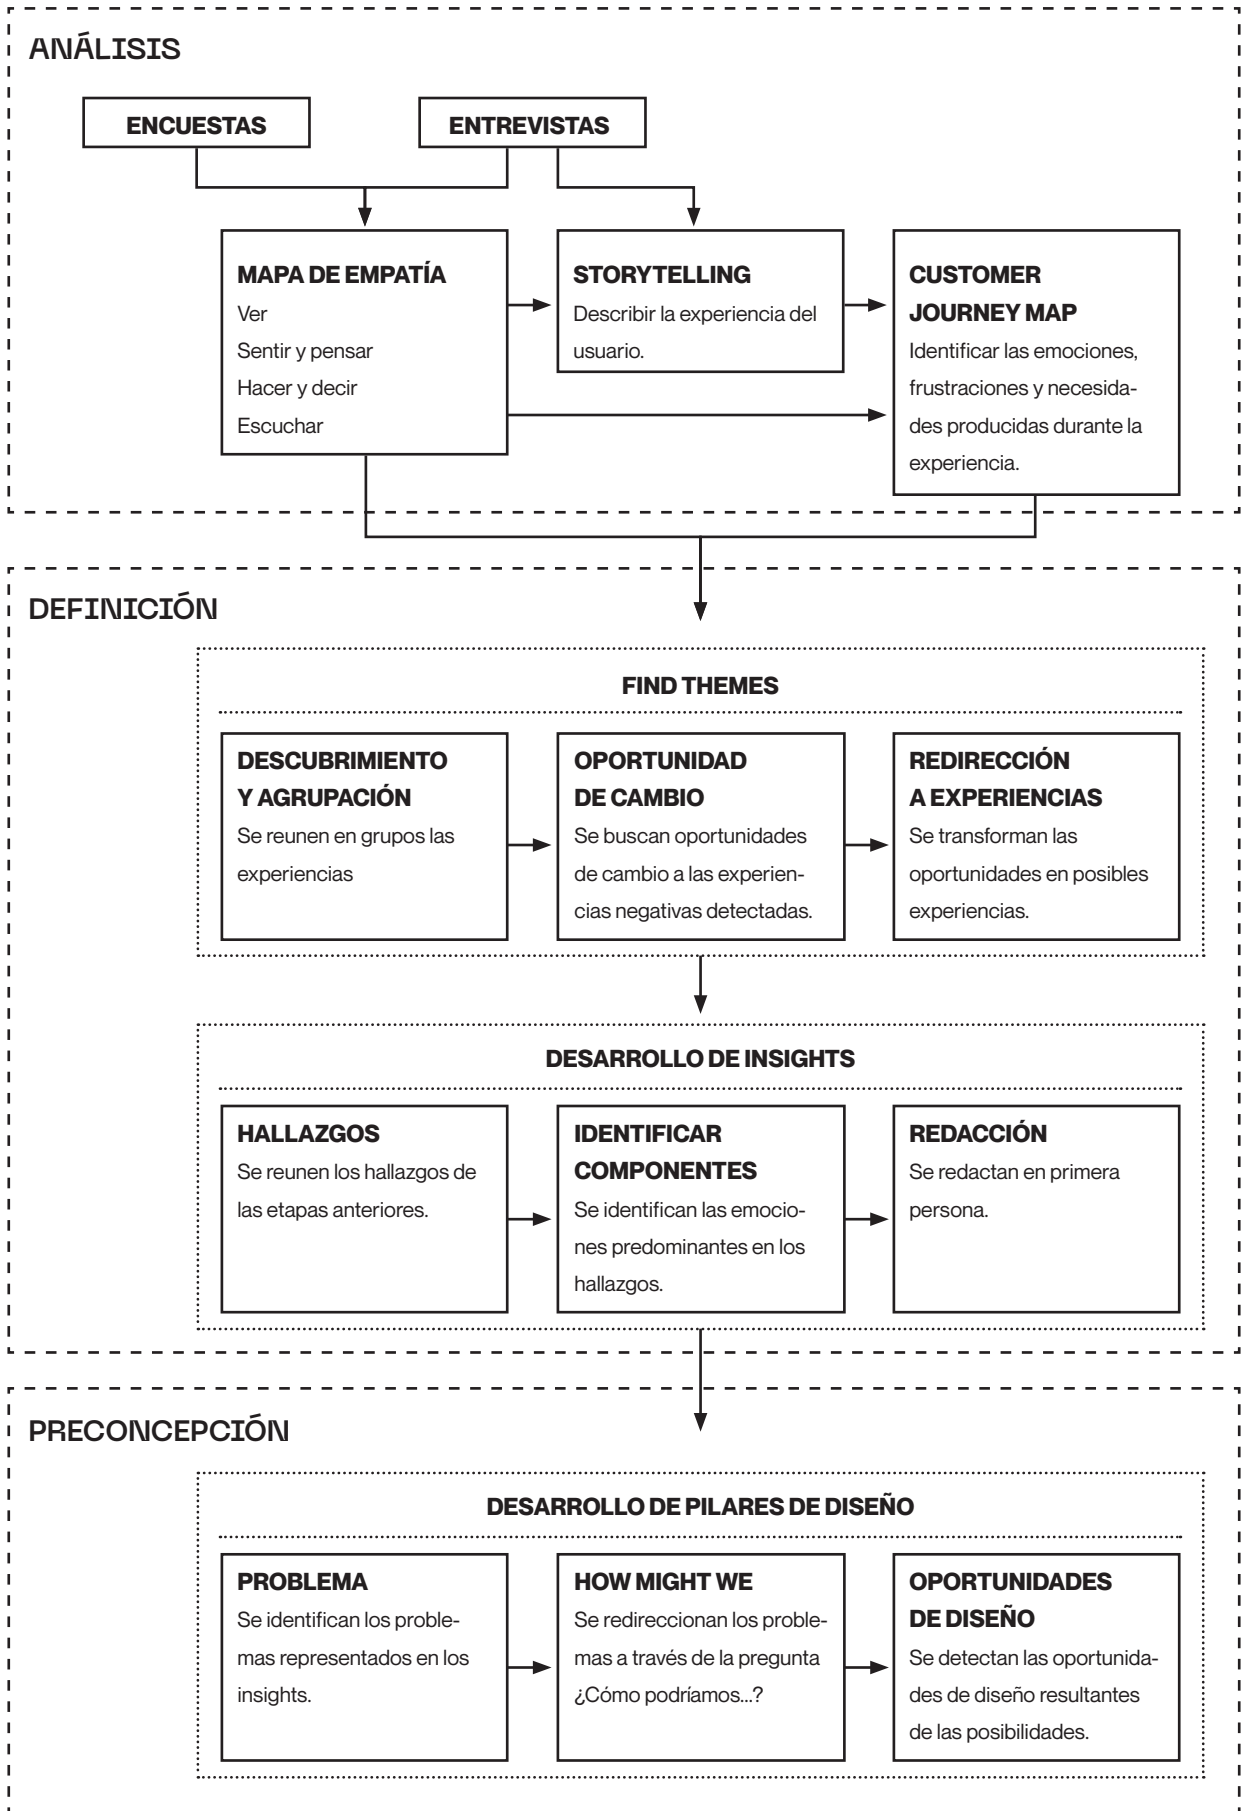 ANÁLISIS
ENCUESTAS
ENTREVISTAS
MAPA DE EMPATÍA
Ver
Sentir y pensar
Hacer y decir
Escuchar
STORYTELLING
Describir la experiencia del
usuario.
CUSTOMER
JOURNEY MAP
Identificar las emociones,
frustraciones y necesida-
des producidas durante la
experiencia.
DEFINICIÓN
FIND THEMES
DESCUBRIMIENTO
Y AGRUPACIÓN
Se reunen en grupos las
experiencias
OPORTUNIDAD
DE CAMBIO
Se buscan oportunidades
de cambio a las experien-
cias negativas detectadas.
REDIRECCIÓN
A EXPERIENCIAS
Se transforman las
oportunidades en posibles
experiencias.
DESARROLLO DE INSIGHTS
HALLAZGOS
Se reunen los hallazgos de
las etapas anteriores.
IDENTIFICAR
COMPONENTES
Se identifican las emocio-
nes predominantes en los
hallazgos.
REDACCIÓN
Se redactan en primera
persona.
PRECONCEPCIÓN
DESARROLLO DE PILARES DE DISEÑO
PROBLEMA
Se identifican los proble-
mas representados en los
insights.
HOW MIGHT WE
Se redireccionan los proble-
mas a través de la pregunta
¿Cómo podríamos...?
OPORTUNIDADES
DE DISEÑO
Se detectan las oportunida-
des de diseño resultantes
de las posibilidades.